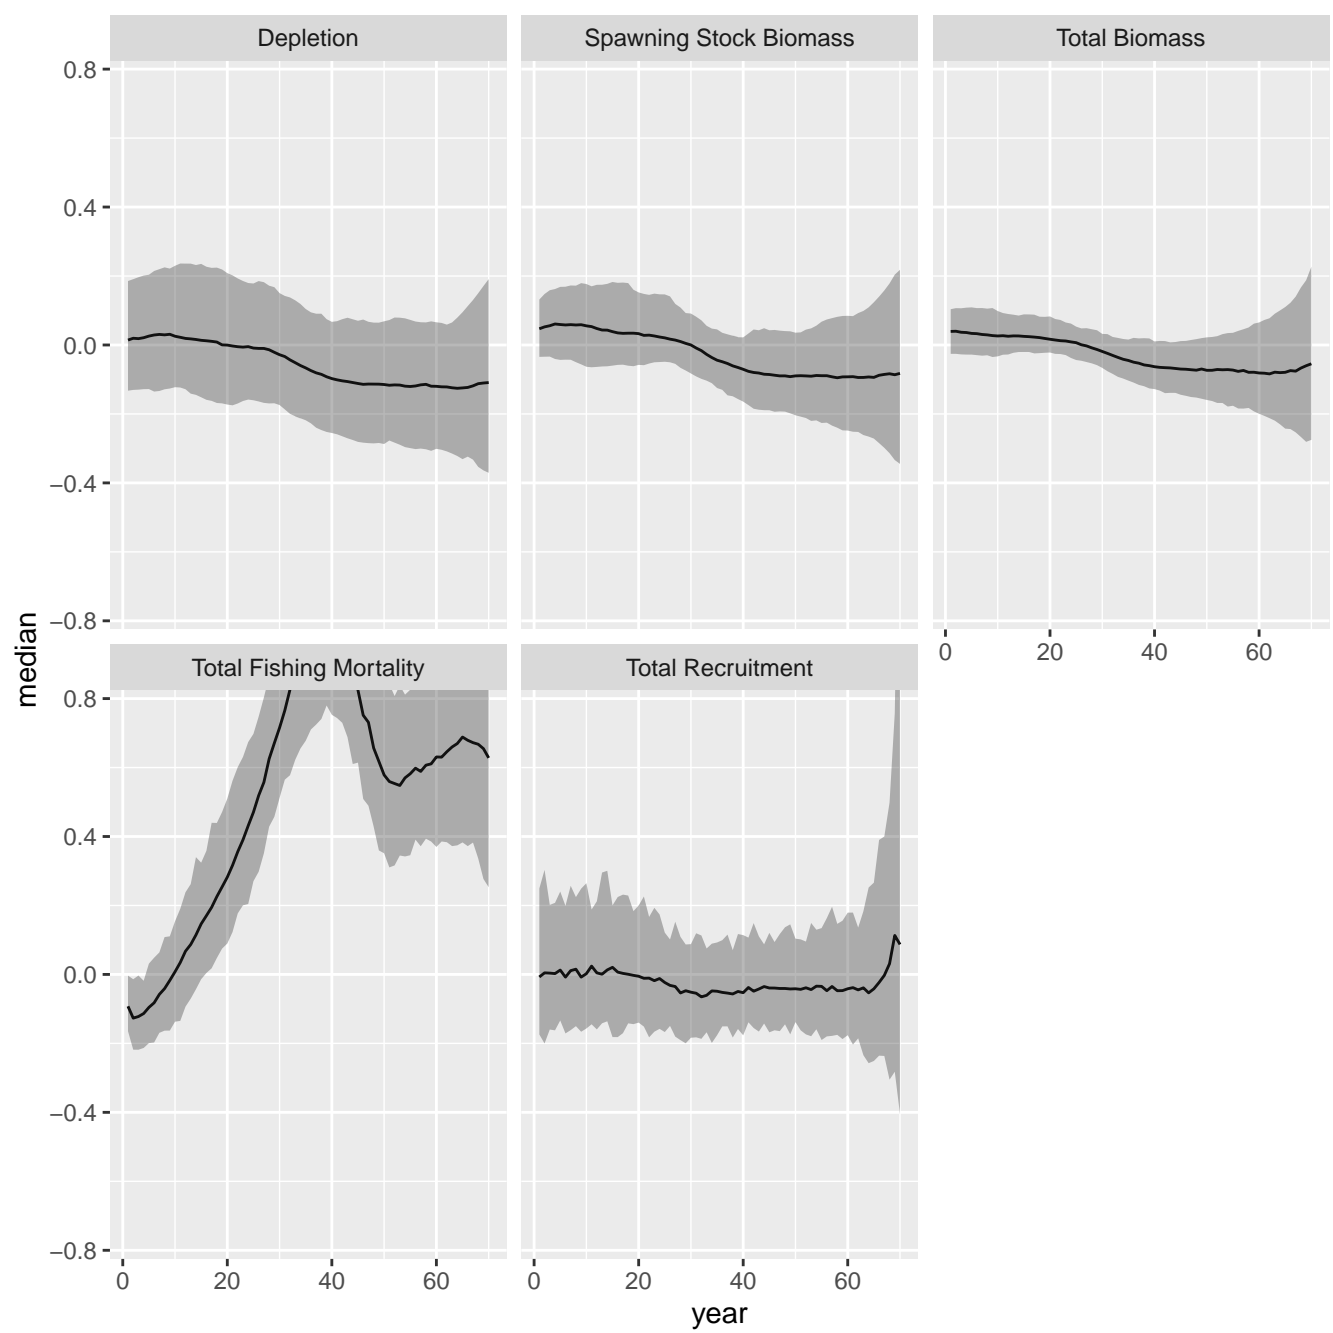 Depletion
Spawning Stock Biomass
Total Biomass
0.8
0.4
0.0
−0.4
−0.8
0 20 40 60
median
Total Fishing Mortality
Total Recruitment
0.8
0.4
0.0
−0.4
−0.8
0 20 40 60
0 20 40 60
year